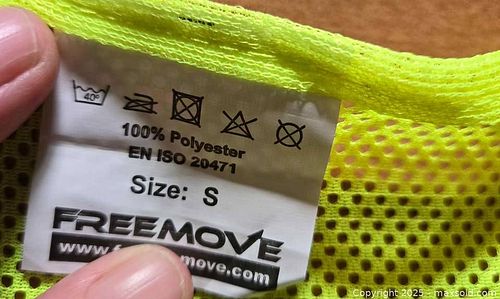 40°
100% Polyester
EN ISO 20471
Size: S
FREEMOVE
Copyright 2025 - maxsold.com